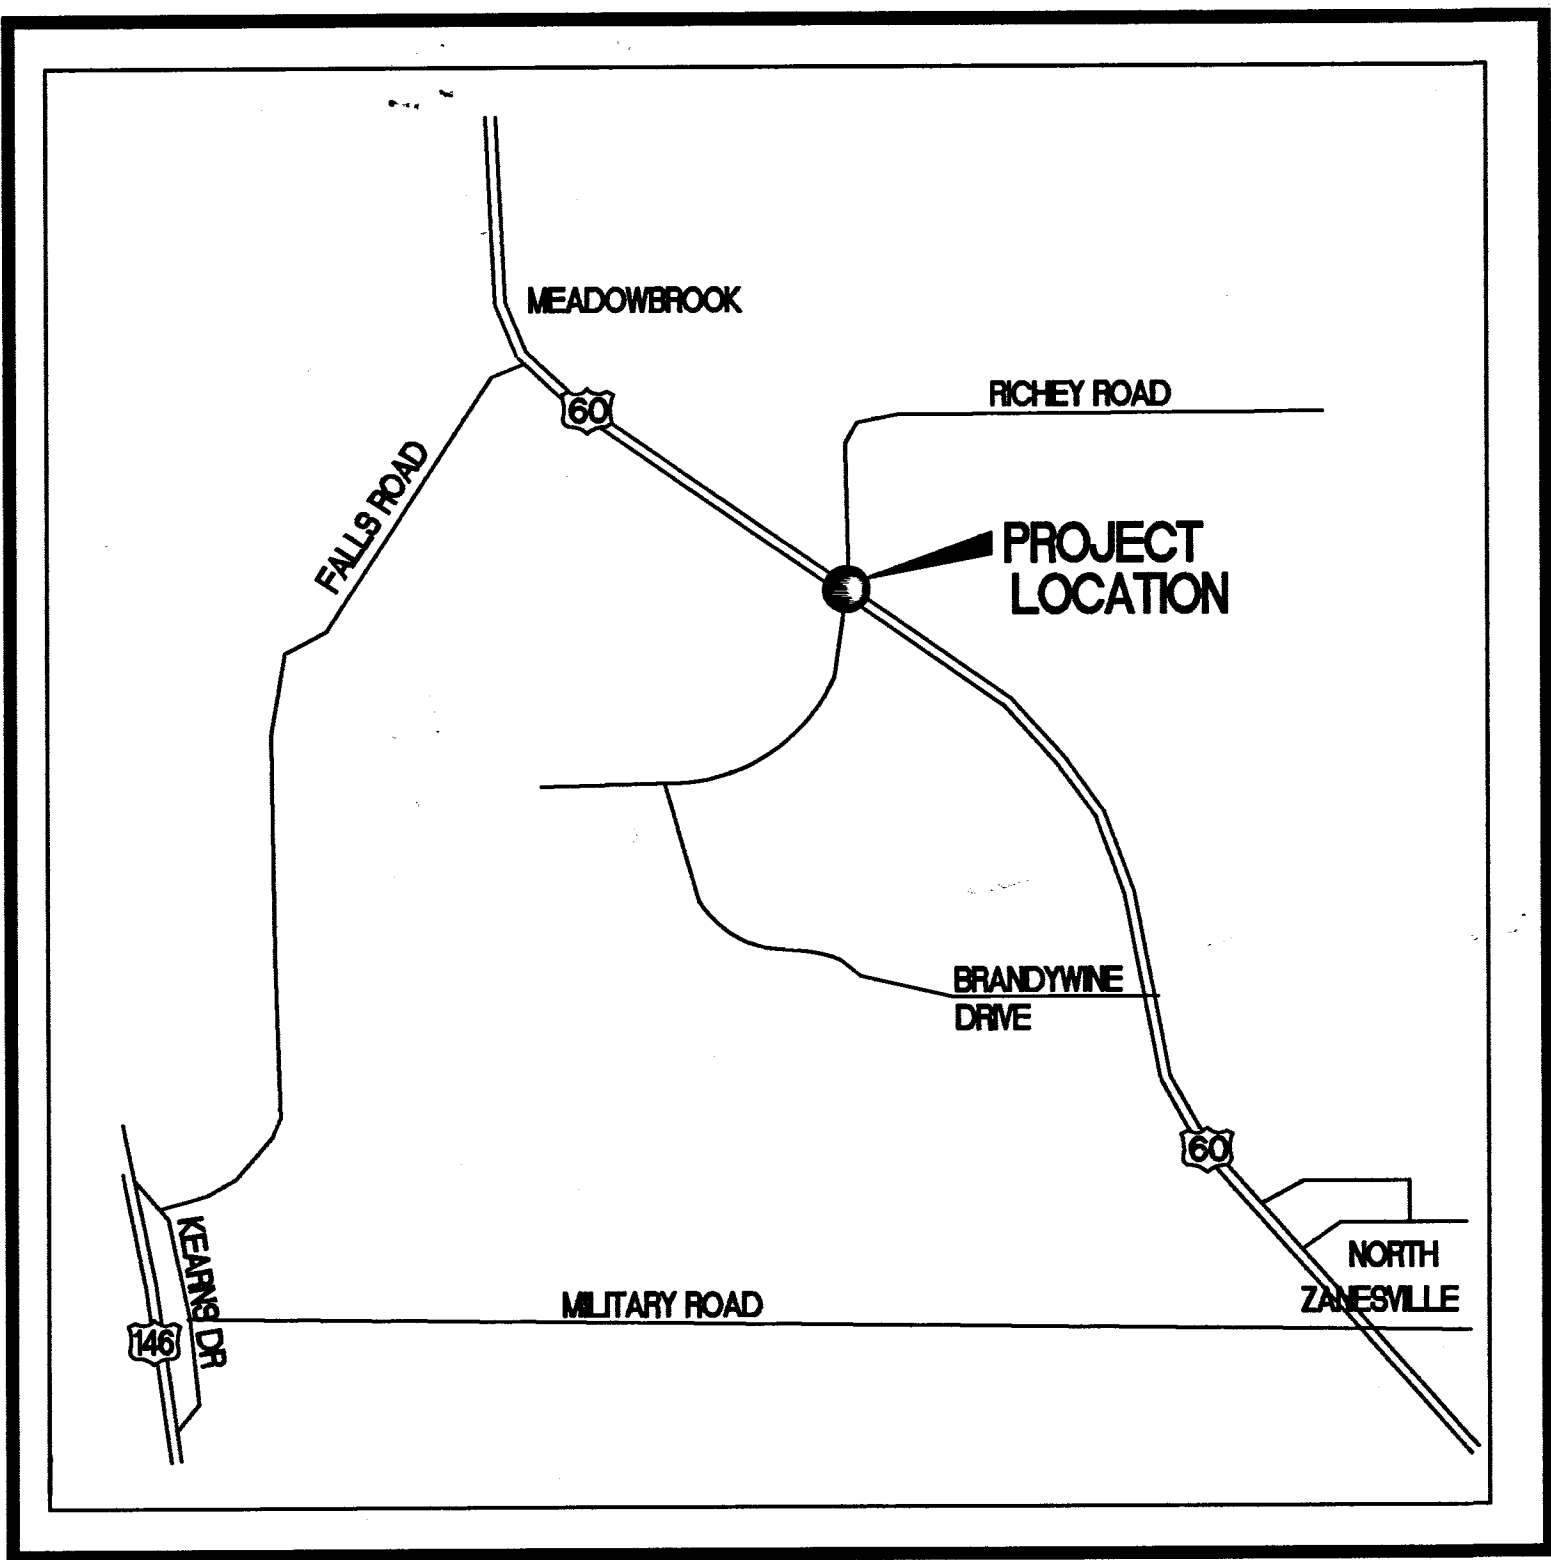 MEADOWBROOK
60
RICHEY ROAD
FALLS ROAD
PROJECT
LOCATION
BRANDYWINE
DRIVE
60
NORTH
ZANESVILLE
KEARNS DR
MILITARY ROAD
146